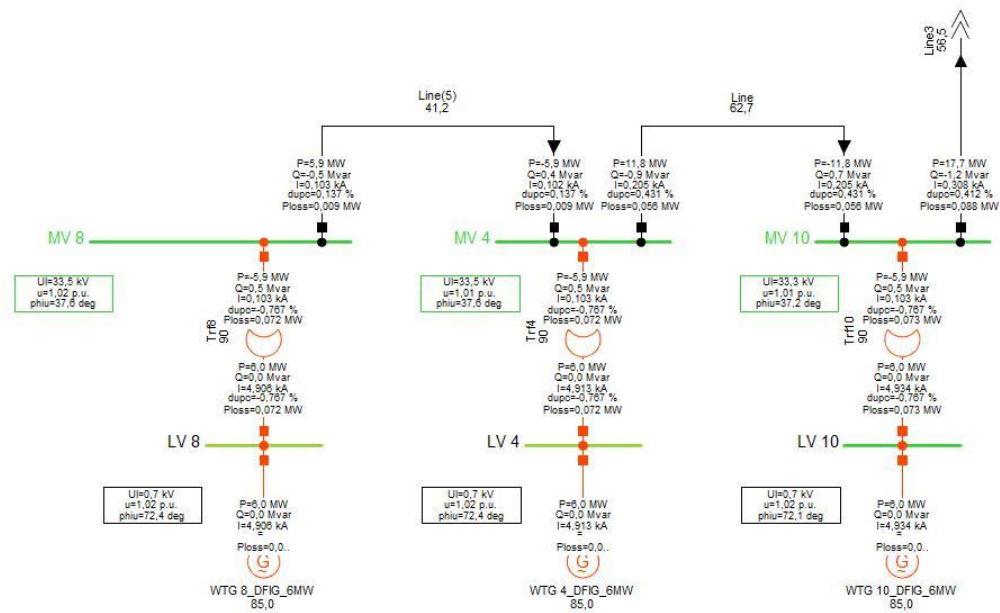 Line3
56,5
Line(5)
41,2
Line
62,7
P=5,9 MW
Q=-0,5 Mvar
I=0,103 kA
dupc=0,137 %
Ploss=0,009 MW
P=-5,9 MW
Q=0,4 Mvar
I=0,102 kA
dupc=0,137 %
Ploss=0,009 MW
P=11,8 MW
Q=-0,9 Mvar
I=0,205 kA
dupc=0,431 %
Ploss=0,056 MW
P=-11,8 MW
Q=0,7 Mvar
I=0,205 kA
dupc=0,431 %
Ploss=0,056 MW
P=17,7 MW
Q=-1,2 Mvar
I=0,308 kA
dupc=0,412 %
Ploss=0,088 MW
MV 8
MV 4
MV 10
Ul=33,5 kV
u=1,02 p.u.
phiu=37,6 deg
P=-5,9 MW
Q=0,5 Mvar
I=0,103 kA
dupc=-0,767 %
Ploss=0,072 MW
Trf8
90
Ul=33,5 kV
u=1,01 p.u.
phiu=37,6 deg
P=-5,9 MW
Q=0,5 Mvar
I=0,103 kA
dupc=-0,767 %
Ploss=0,072 MW
Trf4
90
Ul=33,3 kV
u=1,01 p.u.
phiu=37,2 deg
P=-5,9 MW
Q=0,5 Mvar
I=0,103 kA
dupc=-0,767 %
Ploss=0,073 MW
Trf10
90
P=6,0 MW
Q=0,0 Mvar
I=4,906 kA
dupc=-0,767 %
Ploss=0,072 MW
P=6,0 MW
Q=0,0 Mvar
I=4,913 kA
dupc=-0,767 %
Ploss=0,072 MW
P=6,0 MW
Q=0,0 Mvar
I=4,934 kA
dupc=-0,767 %
Ploss=0,073 MW
LV 8
LV 4
LV 10
Ul=0,7 kV
u=1,02 p.u.
phiu=72,4 deg
P=6,0 MW
Q=0,0 Mvar
I=4,906 kA
=
Ploss=0,0..
G
~
WTG 8_DFIG_6MW
85,0
Ul=0,7 kV
u=1,02 p.u.
phiu=72,4 deg
P=6,0 MW
Q=0,0 Mvar
I=4,913 kA
=
Ploss=0,0..
G
~
WTG 4_DFIG_6MW
85,0
Ul=0,7 kV
u=1,02 p.u.
phiu=72,1 deg
P=6,0 MW
Q=0,0 Mvar
I=4,934 kA
=
Ploss=0,0..
G
~
WTG 10_DFIG_6MW
85,0